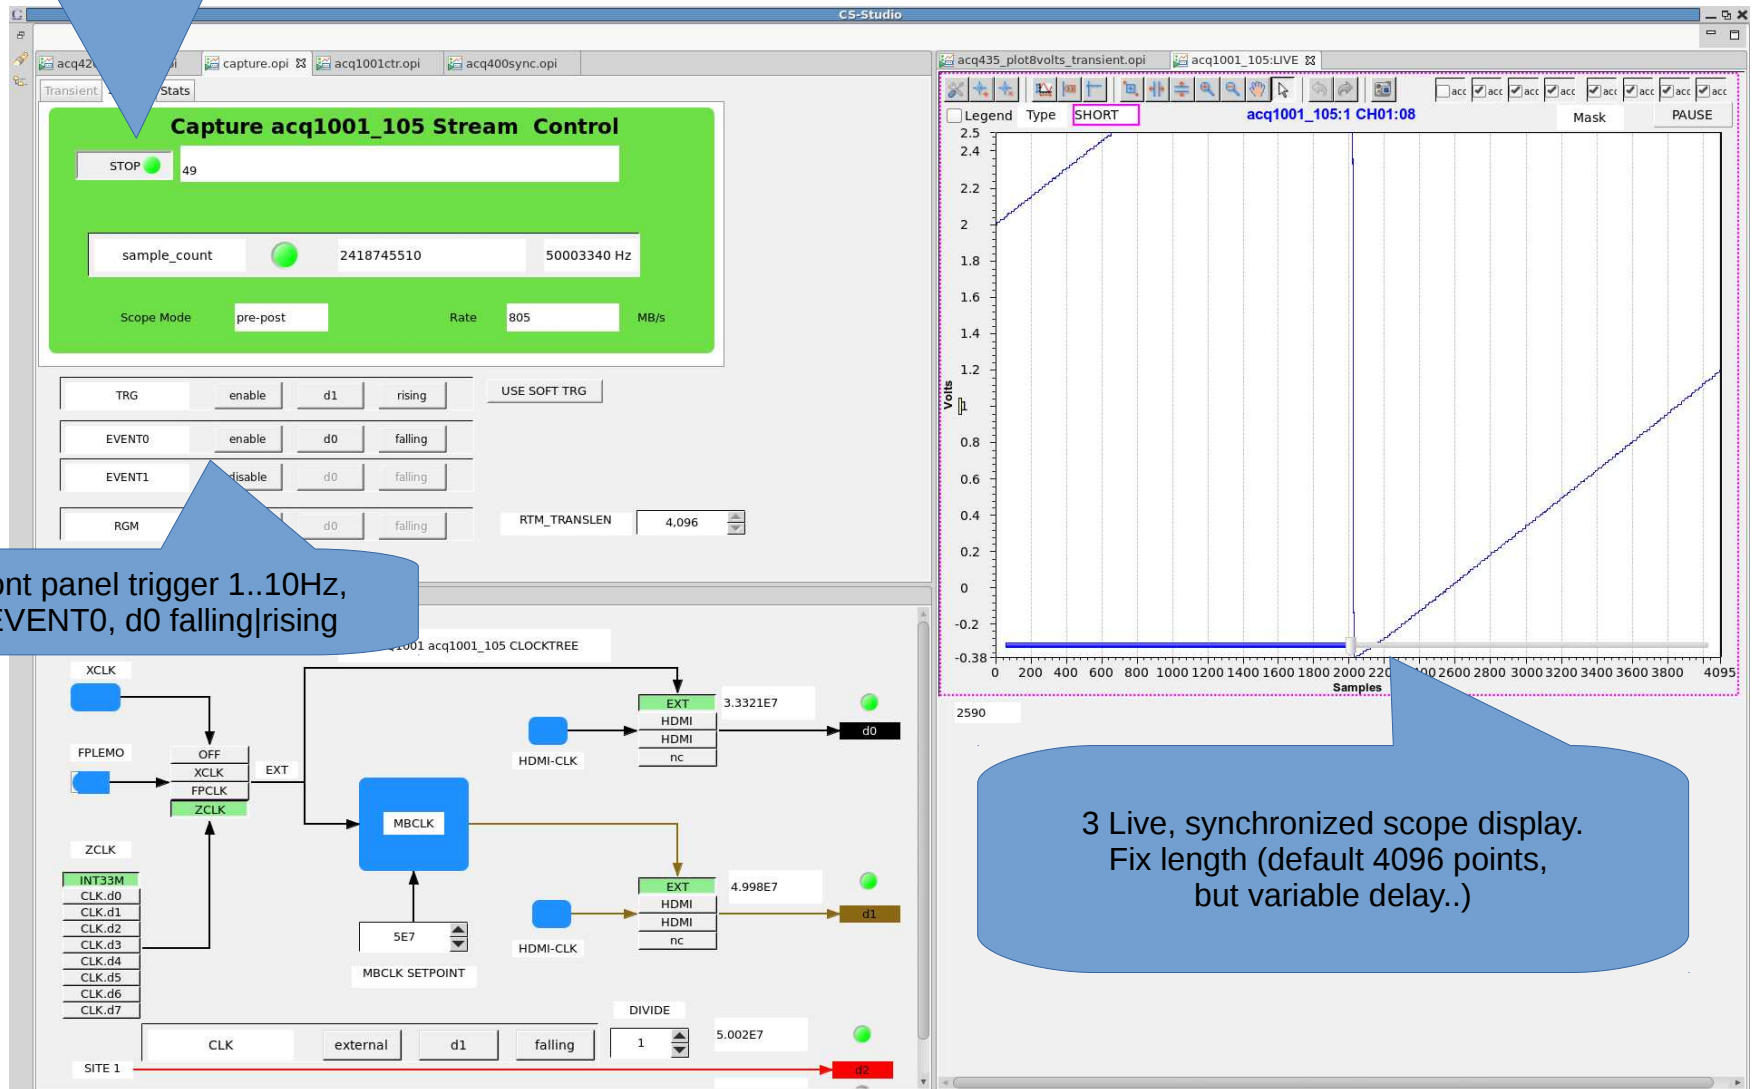 CS-Studio
capture.opi
acq1001ctr.opi
acq400sync.opi
Transient
Stats
Capture acq1001_105 Stream Control
STOP
49
sample_count
2418745510
50003340 Hz
Scope Mode
pre-post
Rate
805
MB/s
TRG
enable
d1
rising
USE SOFT TRG
EVENT0
enable
d0
falling
EVENT1
d0
falling
RGM
d0
falling
RTM_TRANSLEN
4,096
panel trigger 1..10Hz,
EVENT0, d0 falling|rising
acq1001_105 CLOCKTREE
XCLK
FPLEMO
OFF
XCLK
FPCLK
ZCLK
EXT
ZCLK
INT33M
CLK.d0
CLK.d1
CLK.d2
CLK.d3
CLK.d4
CLK.d5
CLK.d6
CLK.d7
MBCLK
5E7
MBCLK SETPOINT
HDMI-CLK
EXT
HDMI
HDMI
nc
3.3321E7
d0
HDMI-CLK
EXT
HDMI
HDMI
nc
4.998E7
d1
DIVIDE
CLK
external
d1
falling
1
5.002E7
SITE 1
d2
acq435_plot8volts_transient.opi
acq1001_105:LIVE
acc acc acc acc acc acc acc acc
Legend
Type
SHORT
acq1001_105:1 CH01:08
Mask
PAUSE
2.5
2.4
2.2
2
1.8
1.6
1.4
1.2
1
0.8
0.6
0.4
0.2
0
-0.2
-0.38
Volts
0 200 400 600 800 1000 1200 1400 1600 1800 2000 2600 2800 3000 3200 3400 3600 3800 4095
Samples
2590
3 Live, synchronized scope display.
Fix length (default 4096 points,
but variable delay..)